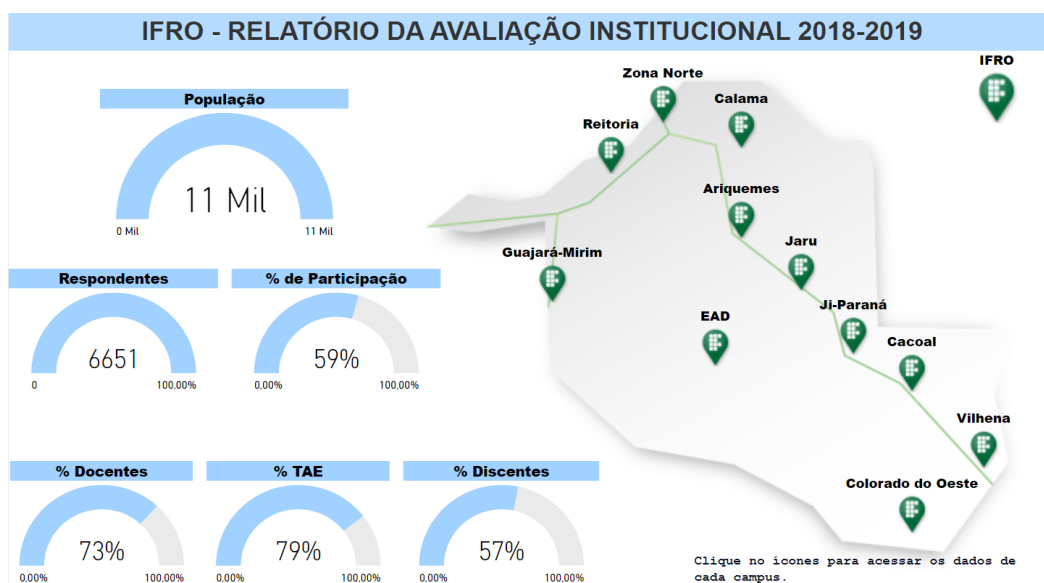 IFRO - RELATÓRIO DA AVALIAÇÃO INSTITUCIONAL 2018-2019
População
11 Mil
0 Mil
11 Mil
Respondentes
6651
0
100.00%
% de Participação
59%
0.00%
100.00%
% Docentes
73%
0.00%
100.00%
% TAE
79%
0.00%
100.00%
% Discentes
57%
0.00%
100.00%
IFRO
Zona Norte
Calama
Reitoria
Ariquemes
Jaru
Guajará-Mirim
Ji-Paraná
EAD
Cacoal
Vilhena
Colorado do Oeste
Clique no ícones para acessar os dados de
cada campus.